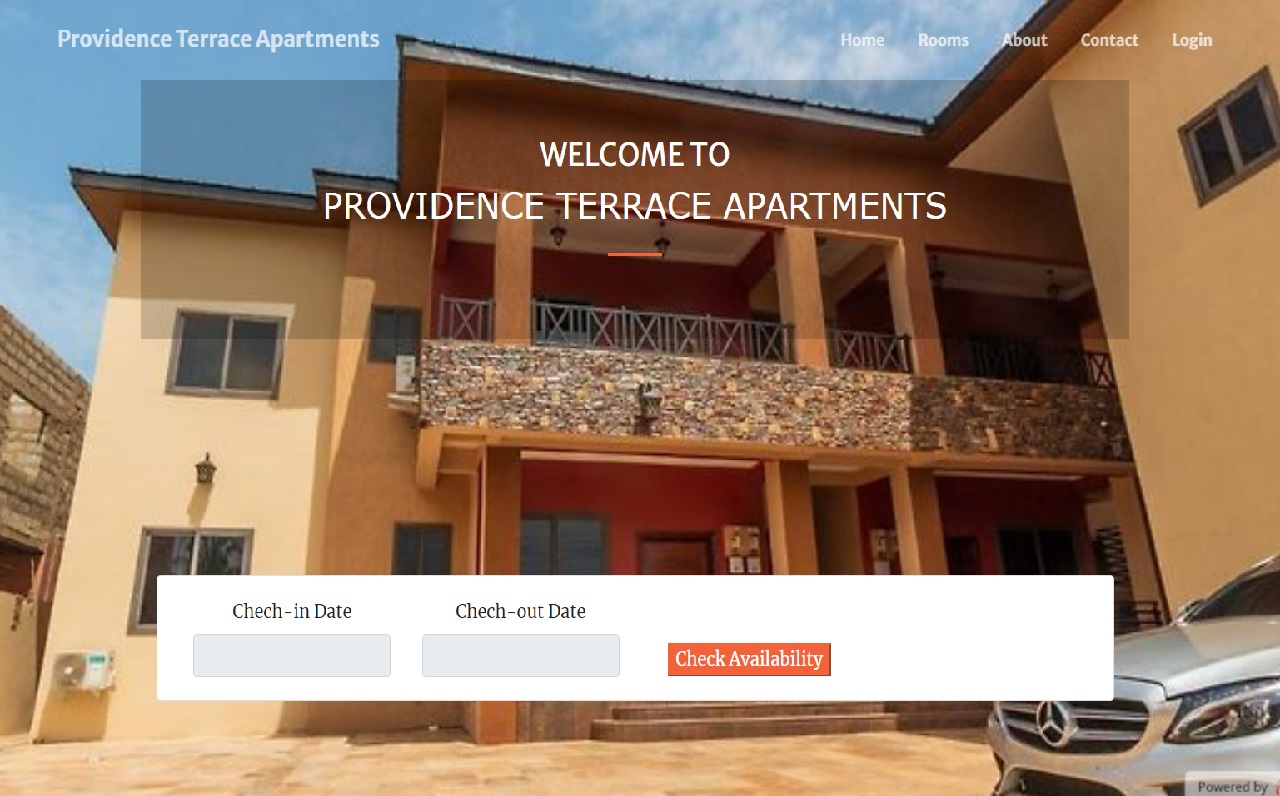 Providence Terrace Apartments
Home Rooms About Contact Login
WELCOME TO
PROVIDENCE TERRACE APARTMENTS
Chech-in Date Chech-out Date
Check Availability
Powered by